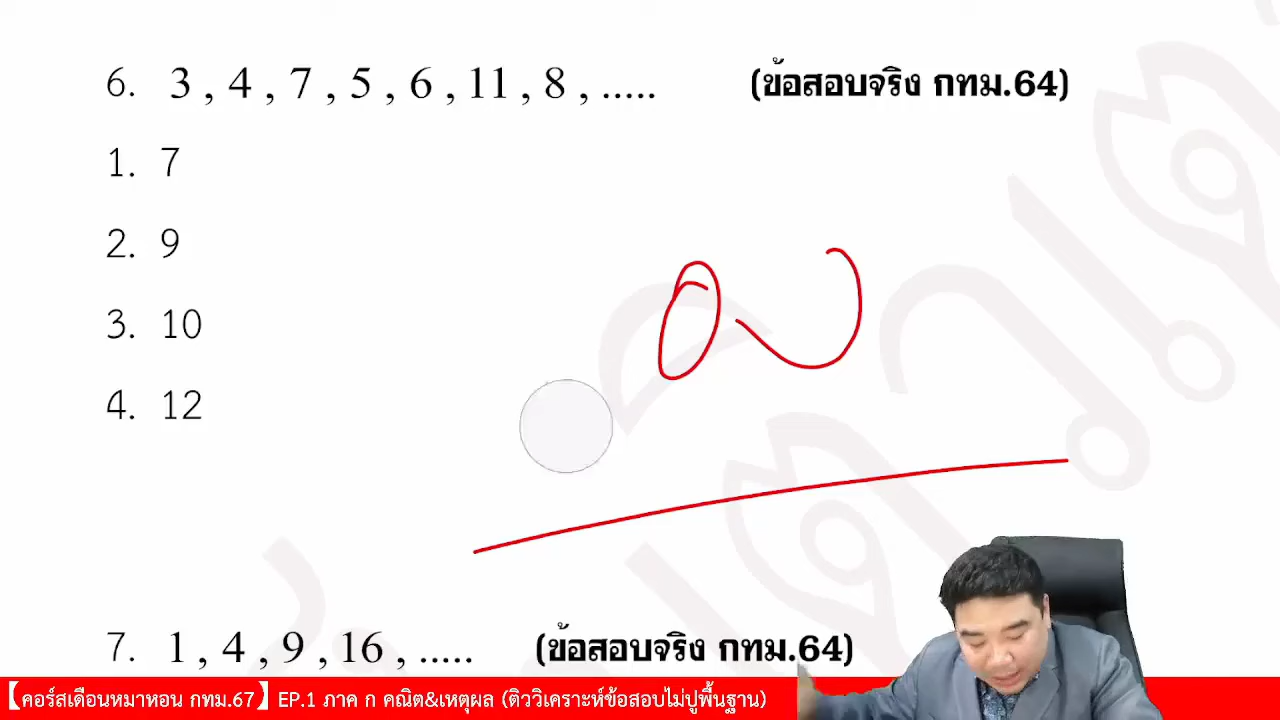 6. 3 , 4 , 7 , 5 , 6 , 11 , 8 , ..... (ข้อสอบจริง กทม.64)
1. 7
2. 9
3. 10
4. 12
7. 1 , 4 , 9 , 16 , ..... (ข้อสอบจริง กทม.64)
【คอร์สเดือนหมาหอน กทม.67】 EP.1 ภาค ก คณิต&เหตุผล (ติววิเคราะห์ข้อสอบไม่ปูพื้นฐาน)